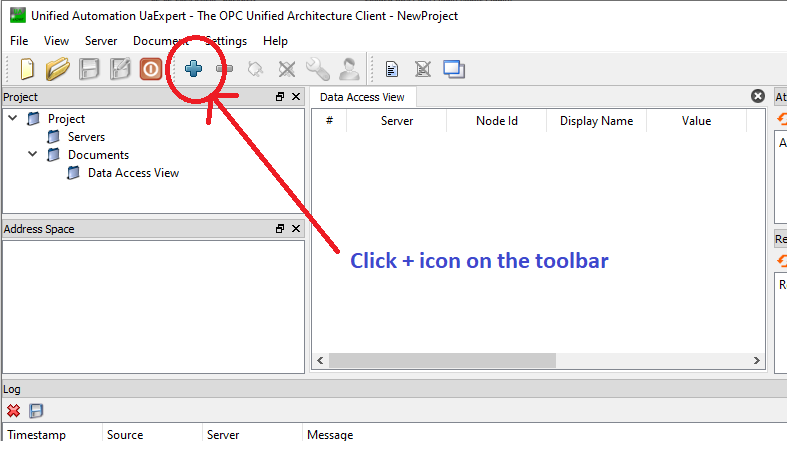 Unified Automation UaExpert - The OPC Unified Architecture Client - NewProject
File View Server Document Settings Help
Project
Data Access View
At
Project
Servers
Documents
Data Access View
# Server Node Id Display Name Value
A
Address Space
Re
R
Click + icon on the toolbar
Log
Timestamp Source Server Message